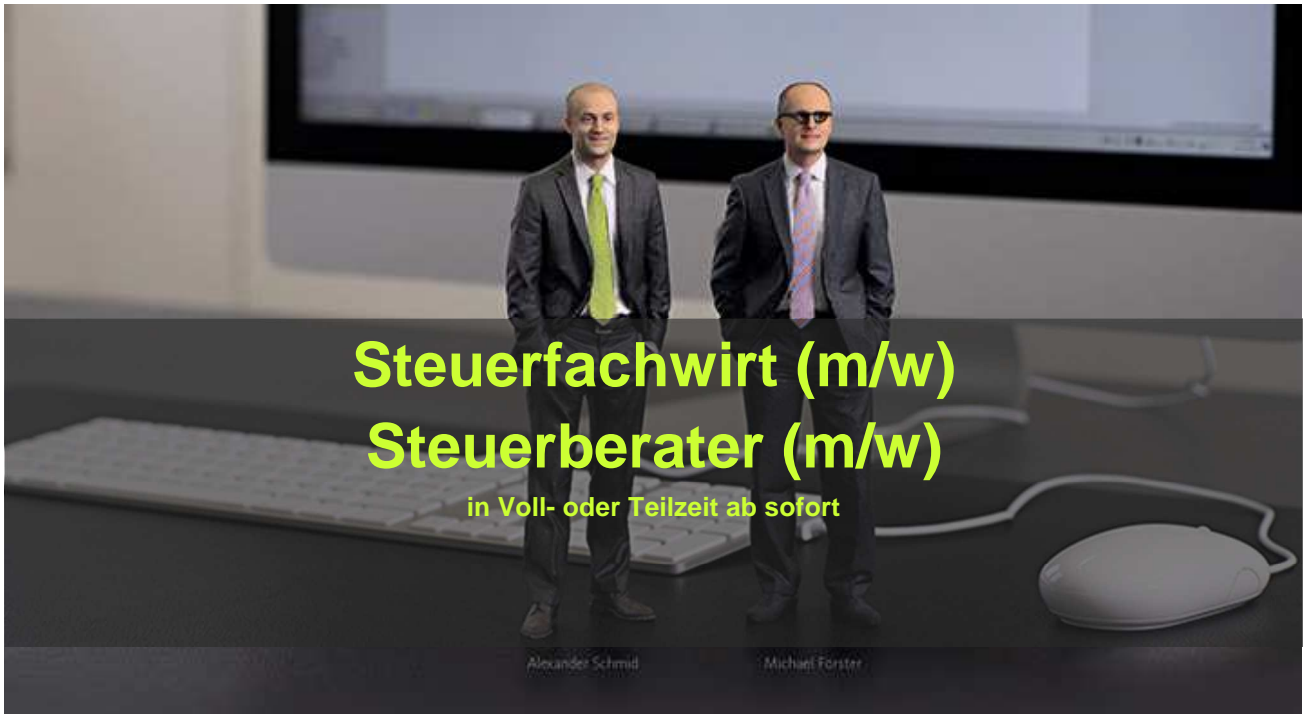 Steuerfachwirt (m/w)
Steuerberater (m/w)
in Voll- oder Teilzeit ab sofort
Alexander Schmid
Michael Forster